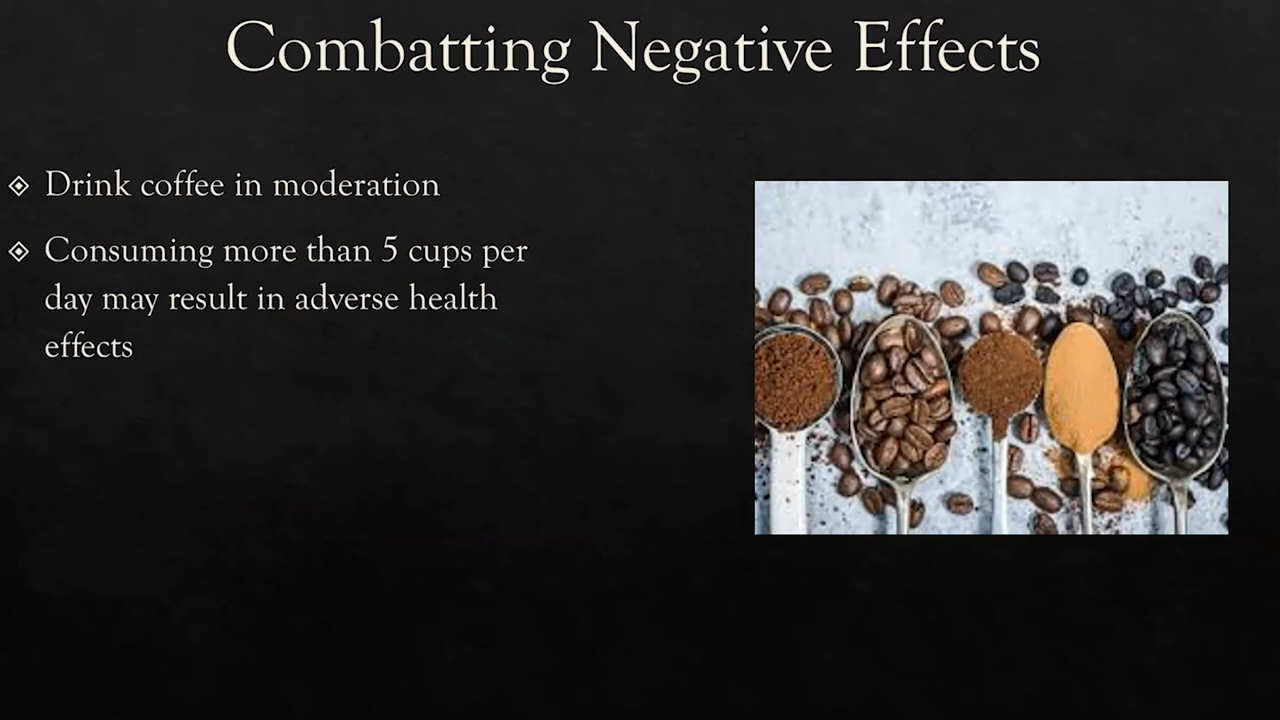 Combatting Negative Effects
Drink coffee in moderation
Consuming more than 5 cups per
day may result in adverse health
effects